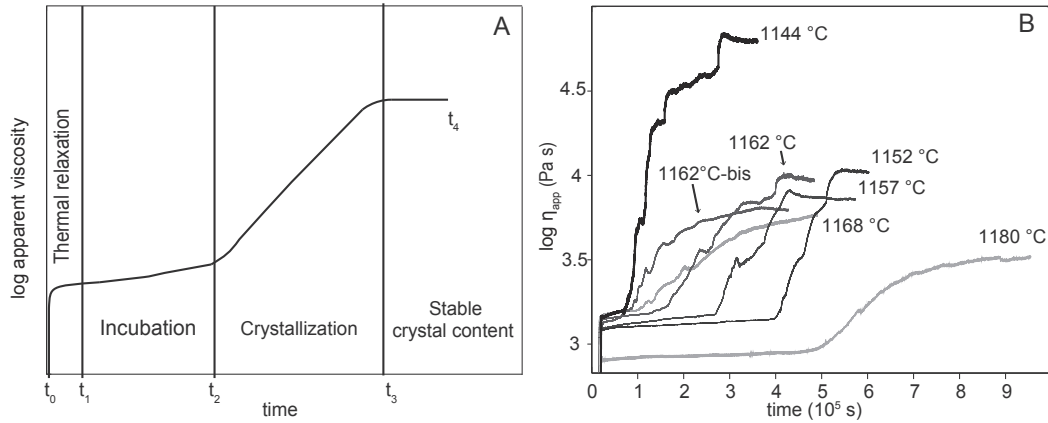 A
log apparent viscosity
Thermal relaxation
Incubation
Crystallization
Stable
crystal content
t4
t0
t1
t2
t3
time
B
log ηapp (Pa s)
4.5
4
3.5
3
1144 °C
1162 °C
1162°C-bis
1152 °C
1157 °C
1168 °C
1180 °C
0 1 2 3 4 5 6 7 8 9
time (10⁵ s)